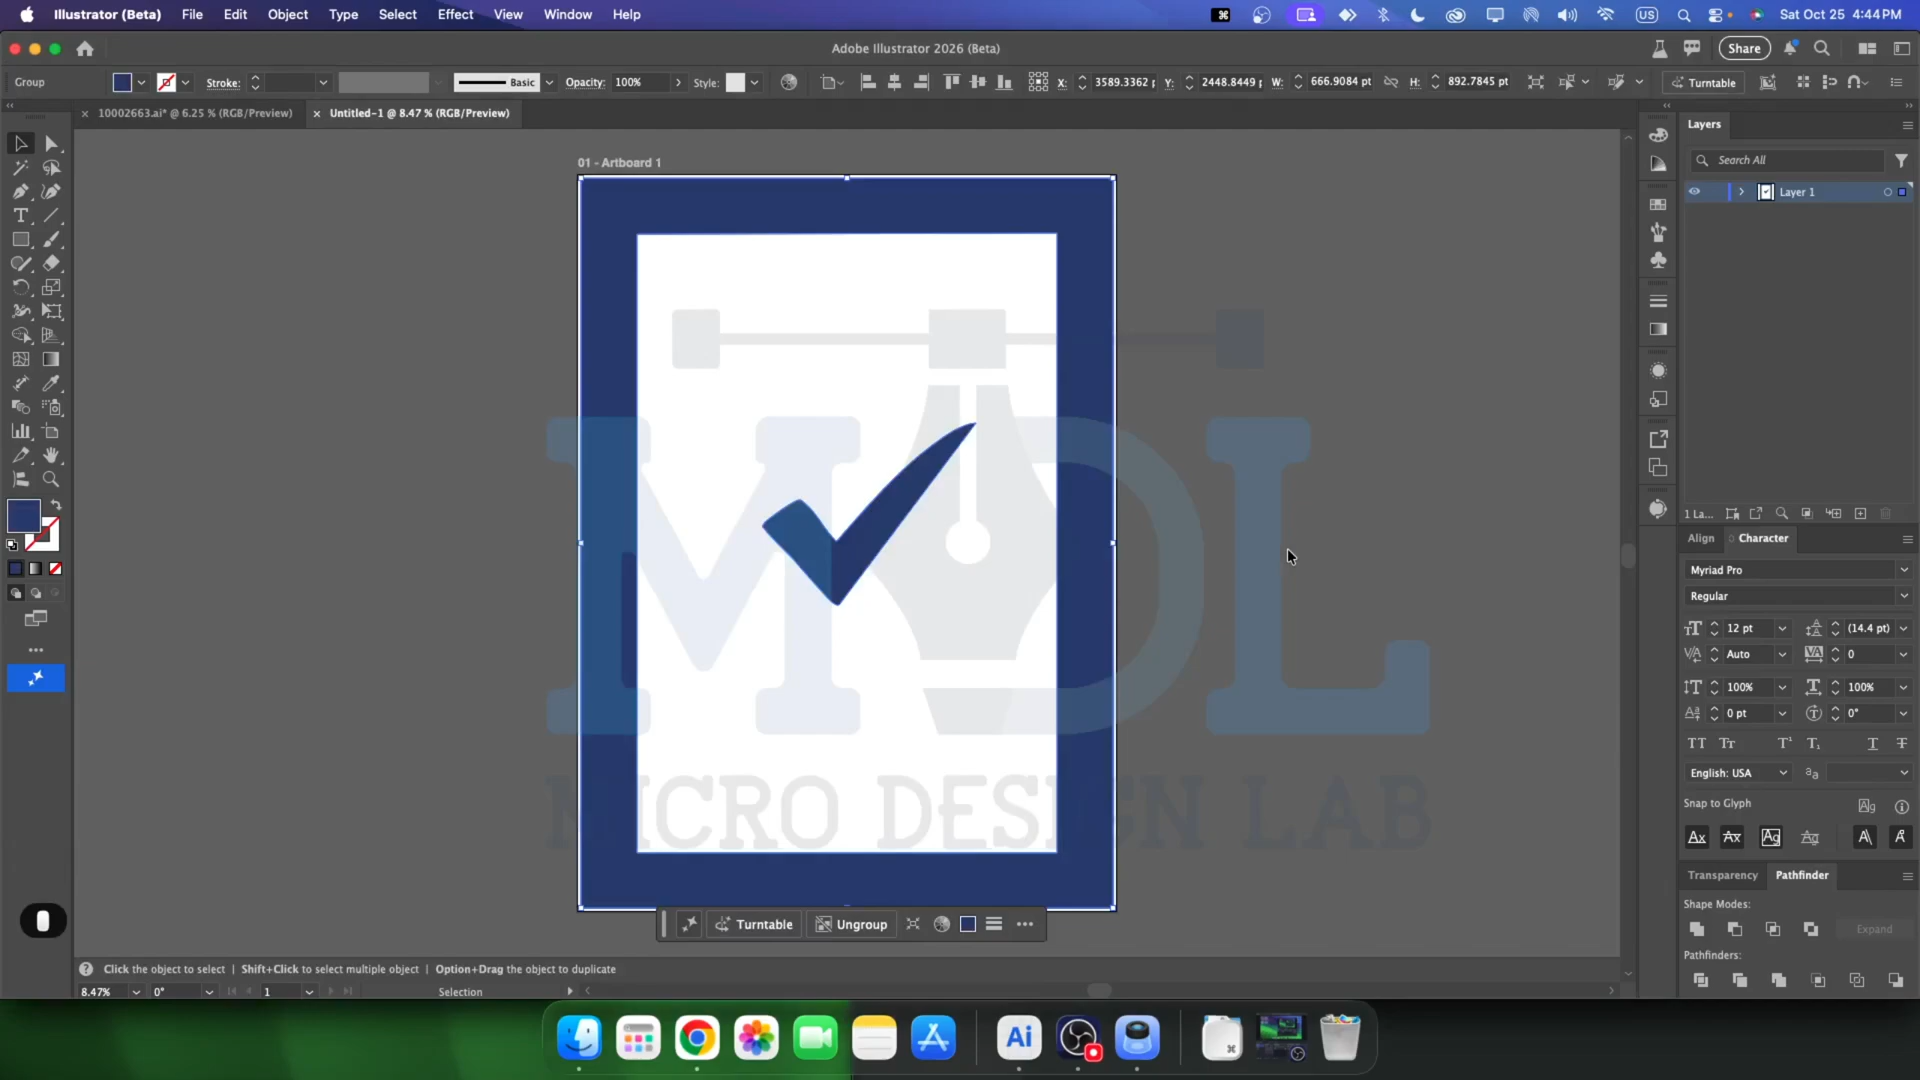 Illustrator (Beta) File Edit Object Type Select Effect View Window Help US Sat Oct 25 4:44 PM
Adobe Illustrator 2026 (Beta) Share
Group Stroke: Basic Opacity: 100% Style: X: 3589.3362 Y: 2448.8449 W: 666.9084 pt H: 892.7845 pt Turntable
10002663.ai* @ 6.25 % (RGB/Preview) Untitled-1 @ 8.47 % (RGB/Preview)
Layers
01 - Artboard 1
Search All
Layer 1
MDL
MICRO DESIGN LAB
1 La...
Align Character
Myriad Pro
Regular
12 pt (14.4 pt)
Auto 0
100% 100%
0 pt 0°
English: USA
Snap to Glyph
Transparency Pathfinder
Shape Modes:
Expand
Pathfinders:
Turntable Ungroup
Click the object to select | Shift+Click to select multiple object | Option+Drag the object to duplicate
8.47% 0° 1 Selection
Ai